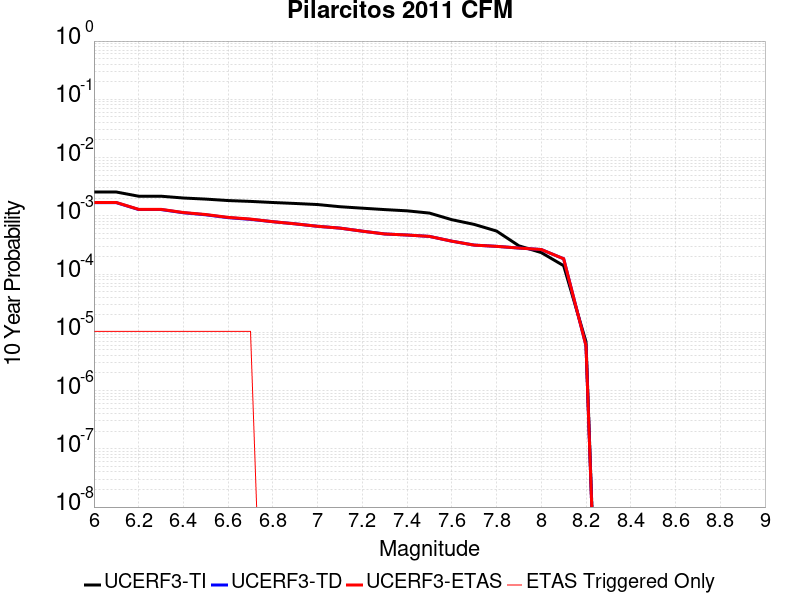 Pilarcitos 2011 CFM
10 0
10 -1
10 -2
10 -3
10 -4
10 -5
10 -6
10 -7
10 -8
10 Year Probability
6 6.2 6.4 6.6 6.8 7 7.2 7.4 7.6 7.8 8 8.2 8.4 8.6 8.8 9
Magnitude
UCERF3-TI UCERF3-TD UCERF3-ETAS ETAS Triggered Only